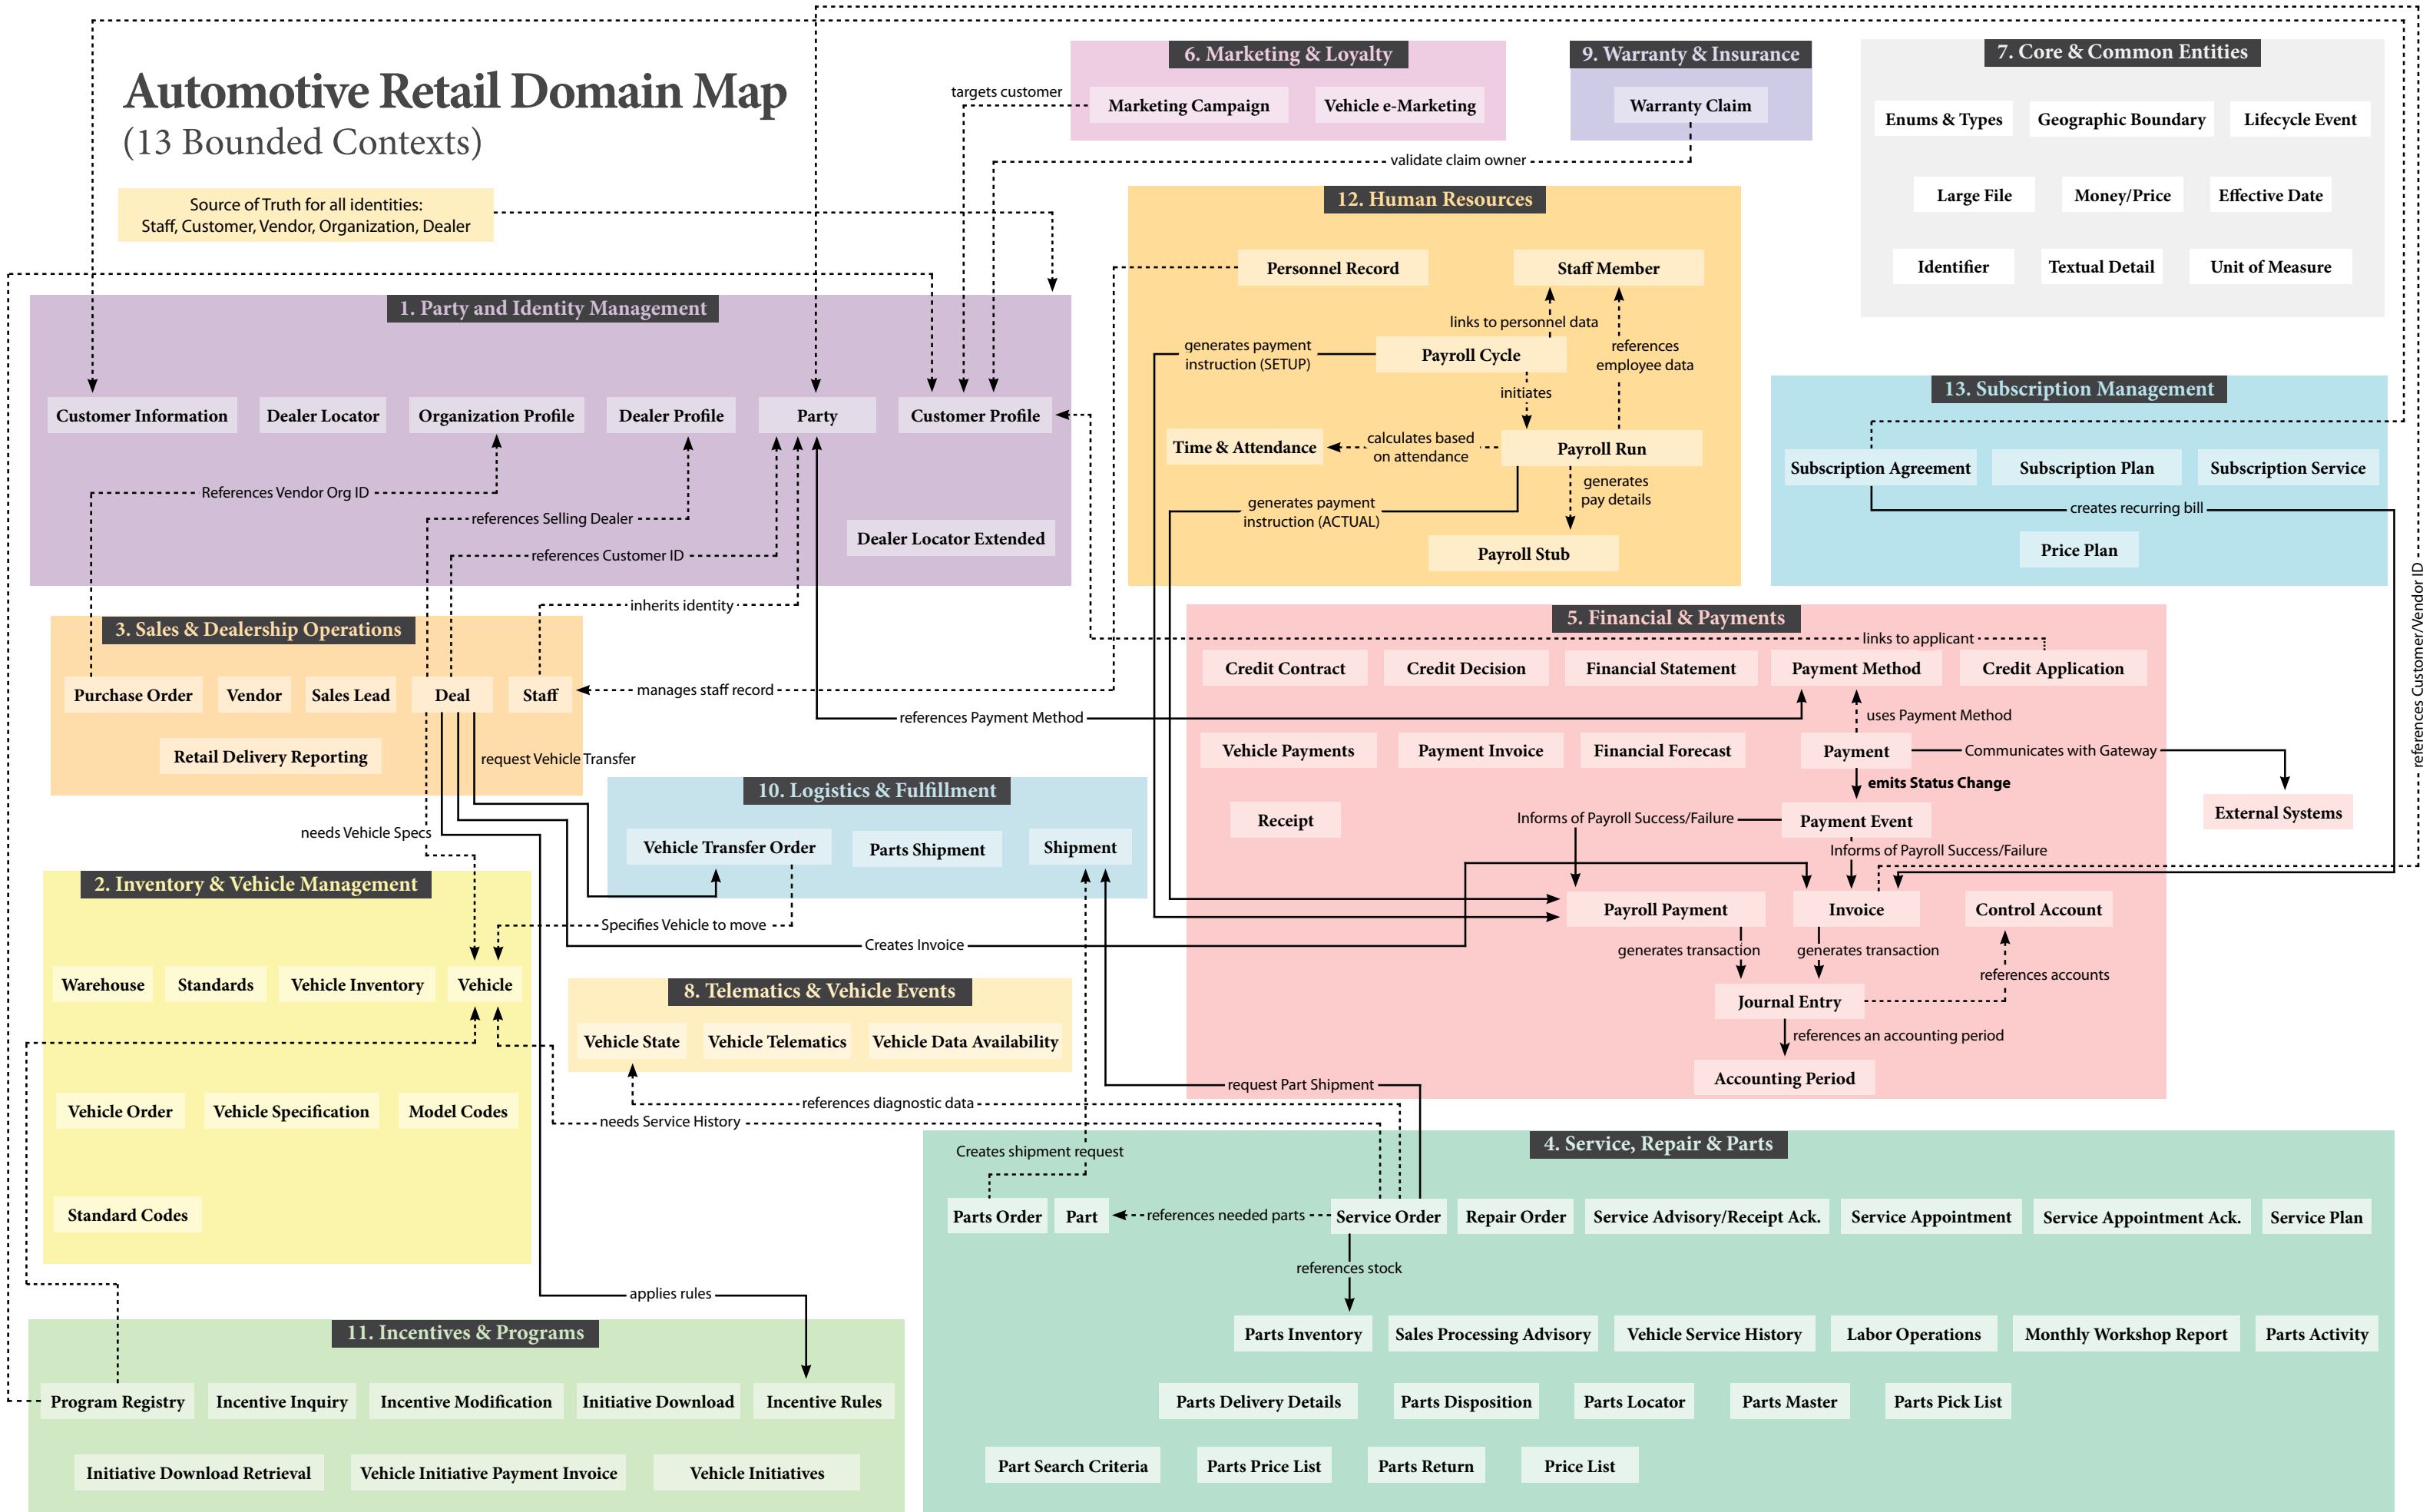 Automotive Retail Domain Map
(13 Bounded Contexts)
Source of Truth for all identities:
Staff, Customer, Vendor, Organization, Dealer
6. Marketing & Loyalty
targets customer
Marketing Campaign
Vehicle e-Marketing
9. Warranty & Insurance
Warranty Claim
validate claim owner
7. Core & Common Entities
Enums & Types
Geographic Boundary
Lifecycle Event
Large File
Money/Price
Effective Date
Identifier
Textual Detail
Unit of Measure
1. Party and Identity Management
Customer Information
Dealer Locator
Organization Profile
Dealer Profile
Party
Customer Profile
References Vendor Org ID
references Selling Dealer
references Customer ID
Dealer Locator Extended
inherits identity
12. Human Resources
Personnel Record
Staff Member
links to personnel data
generates payment
instruction (SETUP)
Payroll Cycle
references
employee data
initiates
Time & Attendance
calculates based
on attendance
Payroll Run
generates
pay details
generates payment
instruction (ACTUAL)
Payroll Stub
13. Subscription Management
Subscription Agreement
Subscription Plan
Subscription Service
creates recurring bill
Price Plan
references Customer/Vendor ID
3. Sales & Dealership Operations
Purchase Order
Vendor
Sales Lead
Deal
Staff
manages staff record
Retail Delivery Reporting
request Vehicle Transfer
references Payment Method
needs Vehicle Specs
5. Financial & Payments
links to applicant
Credit Contract
Credit Decision
Financial Statement
Payment Method
Credit Application
uses Payment Method
Vehicle Payments
Payment Invoice
Financial Forecast
Payment
Communicates with Gateway
emits Status Change
External Systems
Receipt
Informs of Payroll Success/Failure
Payment Event
Informs of Payroll Success/Failure
Payroll Payment
Invoice
Control Account
generates transaction
generates transaction
references accounts
Journal Entry
references an accounting period
Accounting Period
10. Logistics & Fulfillment
Vehicle Transfer Order
Parts Shipment
Shipment
Specifies Vehicle to move
Creates Invoice
2. Inventory & Vehicle Management
Warehouse
Standards
Vehicle Inventory
Vehicle
Vehicle Order
Vehicle Specification
Model Codes
Standard Codes
8. Telematics & Vehicle Events
Vehicle State
Vehicle Telematics
Vehicle Data Availability
request Part Shipment
references diagnostic data
needs Service History
Creates shipment request
4. Service, Repair & Parts
Parts Order
Part
references needed parts
Service Order
Repair Order
Service Advisory/Receipt Ack.
Service Appointment
Service Appointment Ack.
Service Plan
references stock
Parts Inventory
Sales Processing Advisory
Vehicle Service History
Labor Operations
Monthly Workshop Report
Parts Activity
Parts Delivery Details
Parts Disposition
Parts Locator
Parts Master
Parts Pick List
Part Search Criteria
Parts Price List
Parts Return
Price List
applies rules
11. Incentives & Programs
Program Registry
Incentive Inquiry
Incentive Modification
Initiative Download
Incentive Rules
Initiative Download Retrieval
Vehicle Initiative Payment Invoice
Vehicle Initiatives